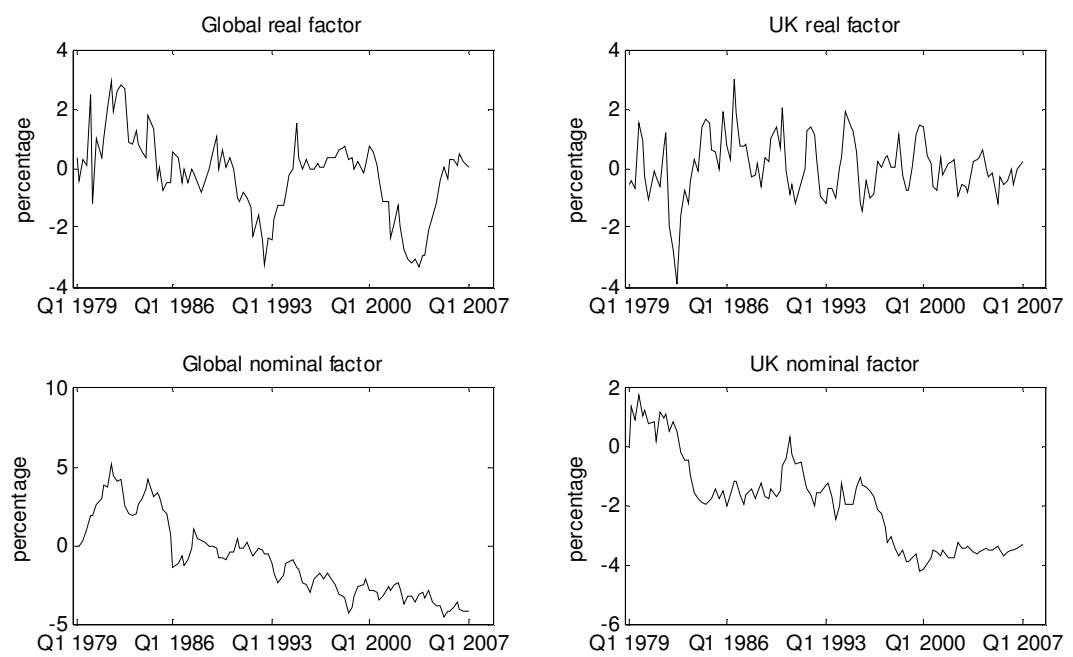 Global real factor
percentage
4
2
0
-2
-4
Q1 1979 Q1 1986 Q1 1993 Q1 2000 Q1 2007
UK real factor
percentage
4
2
0
-2
-4
Q1 1979 Q1 1986 Q1 1993 Q1 2000 Q1 2007
Global nominal factor
percentage
10
5
0
-5
Q1 1979 Q1 1986 Q1 1993 Q1 2000 Q1 2007
UK nominal factor
percentage
2
0
-2
-4
-6
Q1 1979 Q1 1986 Q1 1993 Q1 2000 Q1 2007